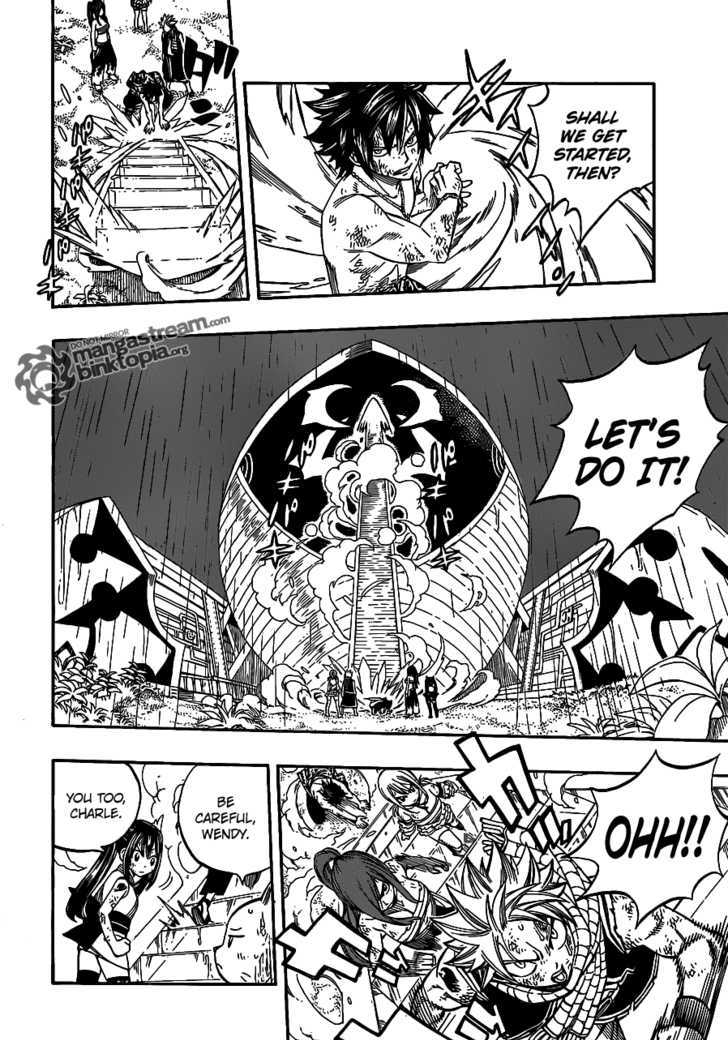 SHALL
WE GET
STARTED,
THEN?
DO NOT MIRROR
mangastream.com
binktopia.org
LET'S
DO IT!
OHH!!
BE
CAREFUL,
WENDY.
YOU TOO,
CHARLE.